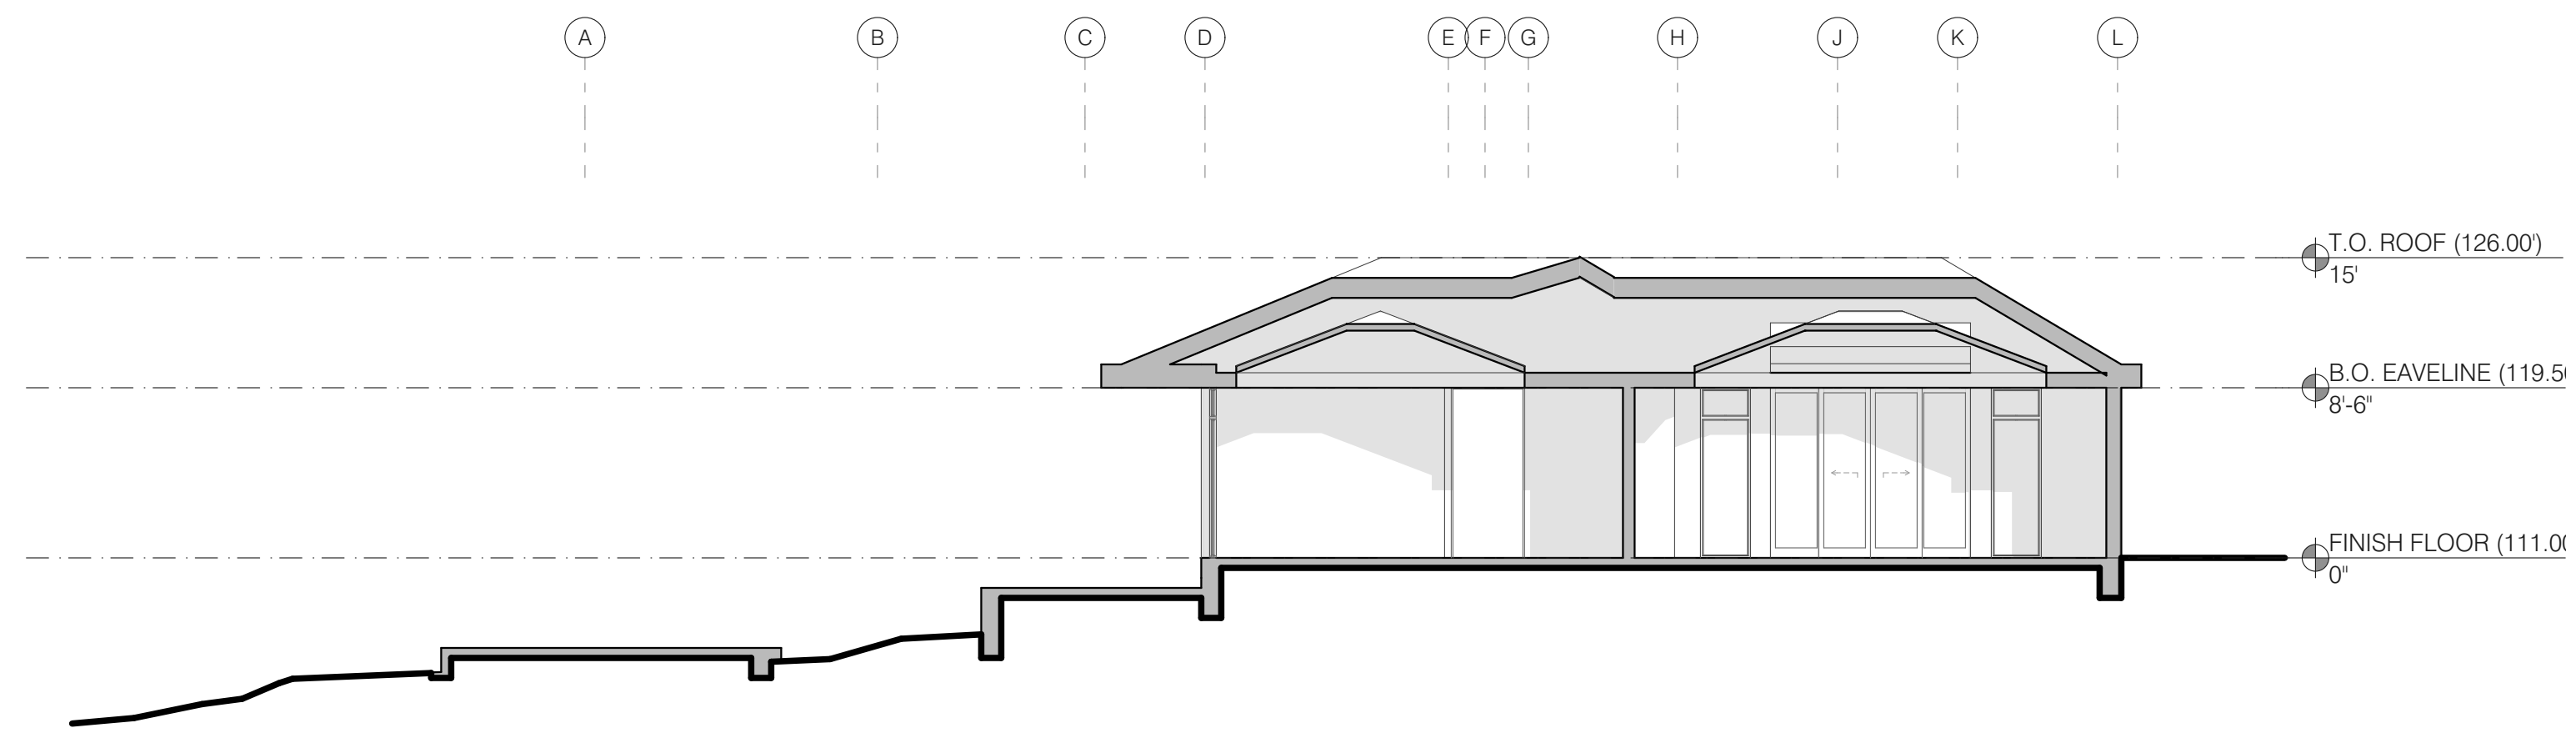 A B C D E F G H J K L
T.O. ROOF (126.00')
15'
B.O. EAVELINE (119.5
8'-6"
FINISH FLOOR (111.0
0"